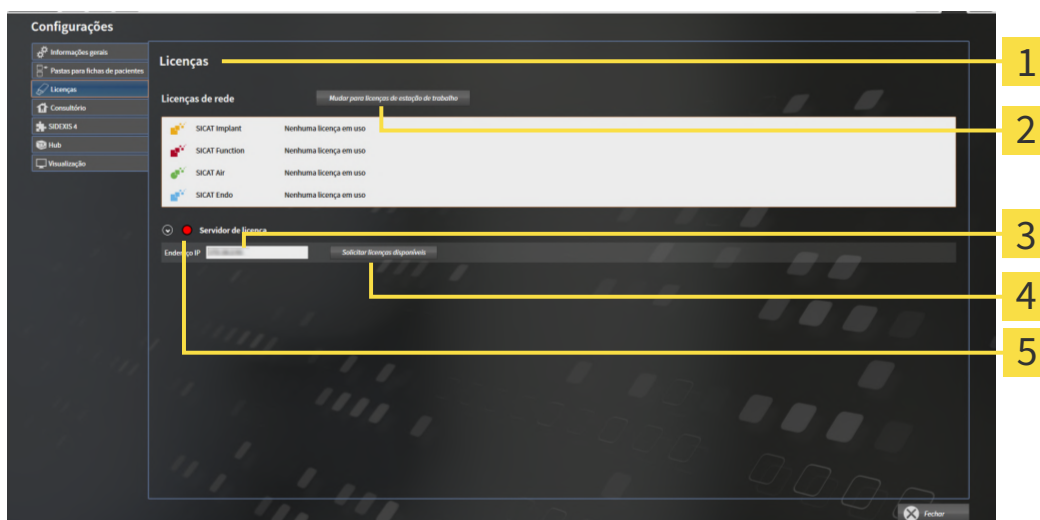 Configurações
Informações gerais
Pastas para fichas de pacientes
Licenças
Consultório
SIDEXIS 4
Hub
Visualização
Licenças
1
Licenças de rede
Mudar para licenças de estação de trabalho
2
SICAT Implant Nenhuma licença em uso
SICAT Function Nenhuma licença em uso
SICAT Air Nenhuma licença em uso
SICAT Endo Nenhuma licença em uso
Servidor de licença
3
Endereço IP
Solicitar licenças disponíveis
4
5
Fechar